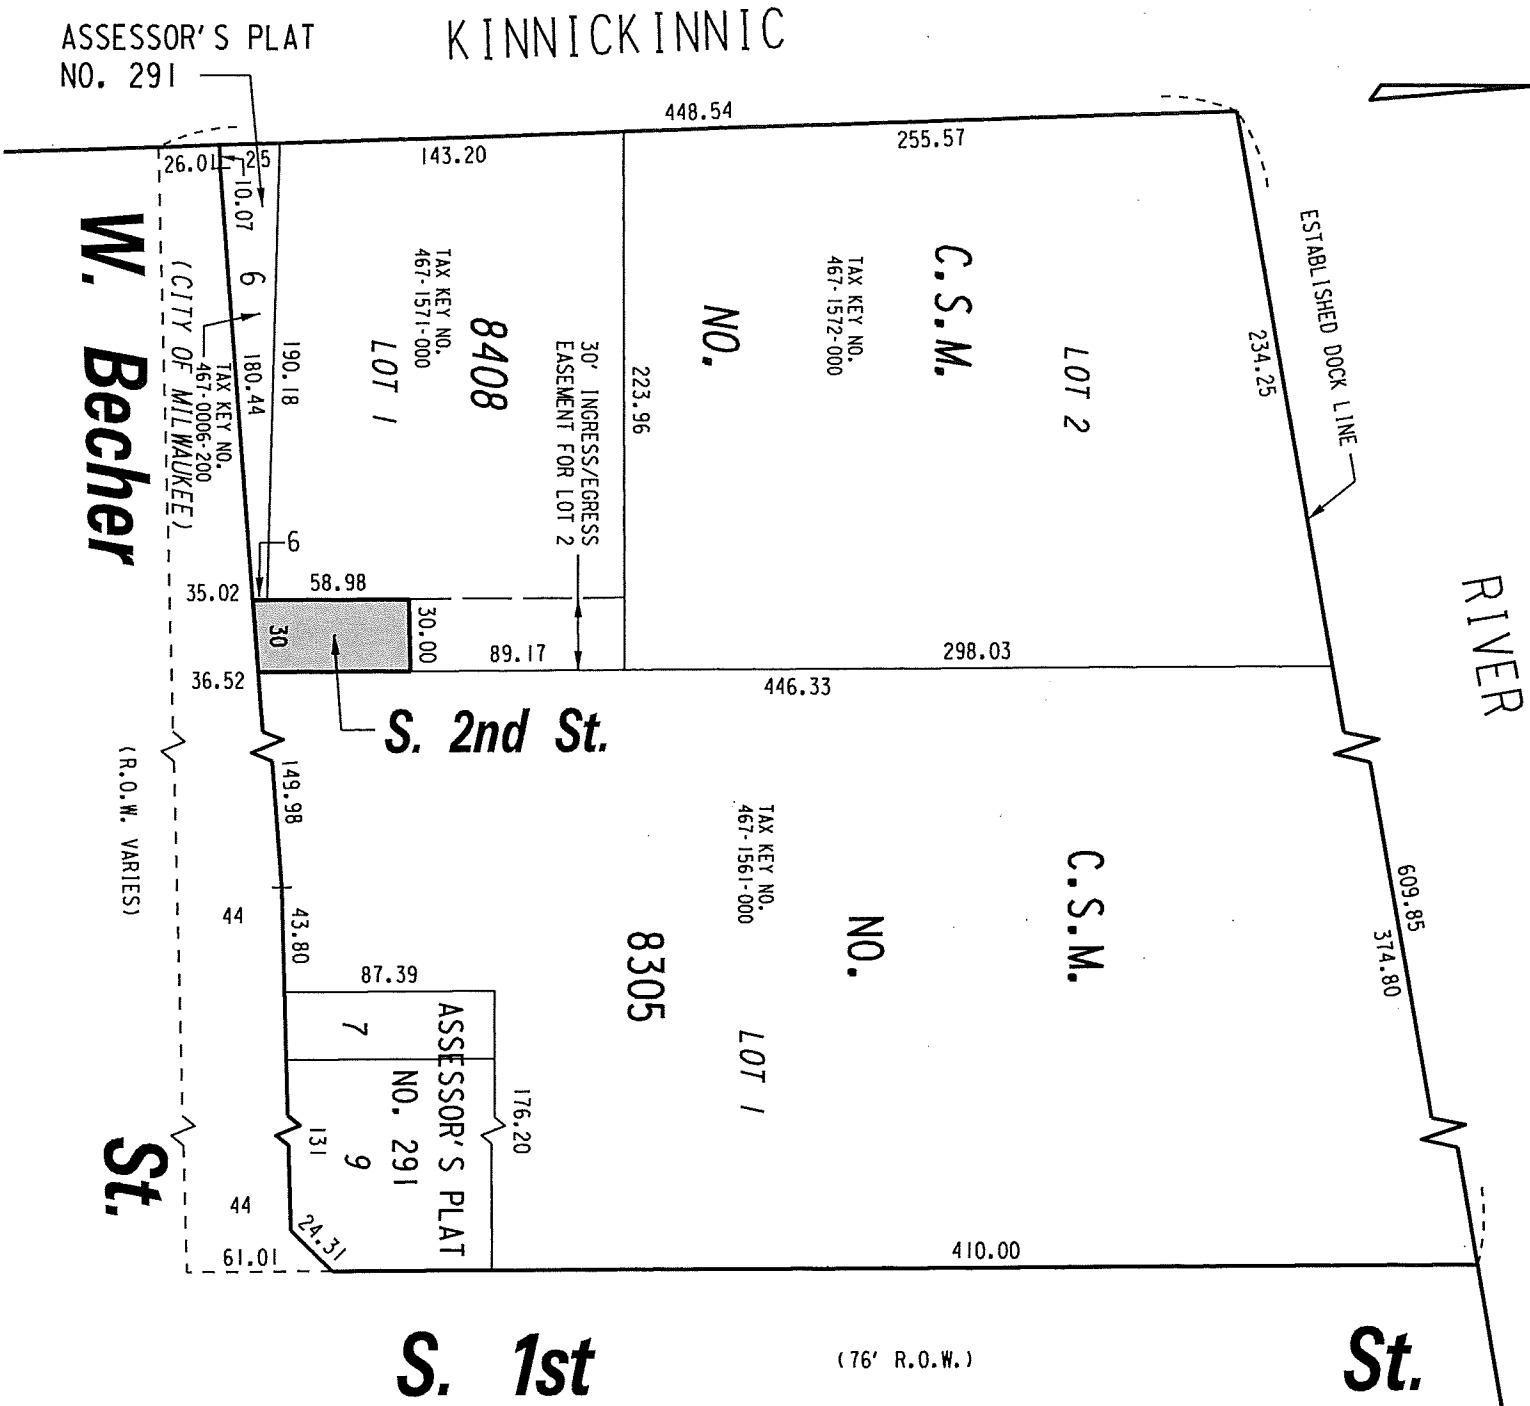 ASSESSOR'S PLAT
NO. 291
KINNICKINNIC
448.54
26.01
25
143.20
255.57
10.07
6
W. Becher St.
(CITY OF MILWAUKEE)
TAX KEY NO.
467-0006-200
180.44
190.18
LOT 1
TAX KEY NO.
467-1571-000
8408
30' INGRESS/EGRESS
EASEMENT FOR LOT 2
223.96
NO.
TAX KEY NO.
467-1572-000
C.S.M.
LOT 2
234.25
ESTABLISHED DOCK LINE
RIVER
6
35.02
58.98
30
30.00
89.17
298.03
36.52
446.33
S. 2nd St.
(R.O.W. VARIES)
149.98
44
43.80
87.39
TAX KEY NO.
467-1561-000
8305
NO.
C.S.M.
LOT 1
609.85
374.80
7
ASSESSOR'S PLAT
NO. 291
9
131
176.20
44
24.31
61.01
410.00
S. 1st St.
(76' R.O.W.)